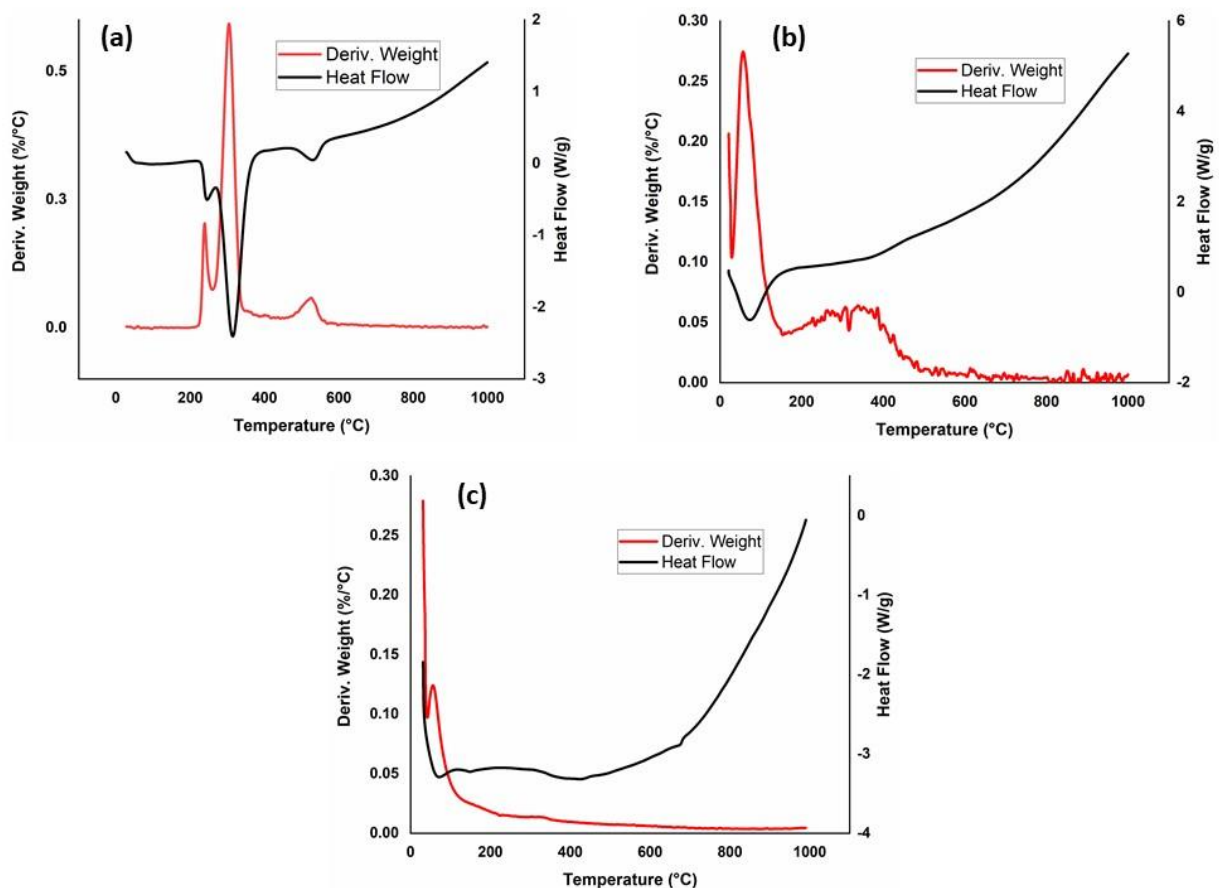 (a)
Deriv. Weight
Heat Flow
Deriv. Weight (%/°C)
0.5
0.3
0.0
Heat Flow (W/g)
2
1
0
-1
-2
-3
0 200 400 600 800 1000
Temperature (°C)
(b)
Deriv. Weight
Heat Flow
Deriv. Weight (%/°C)
0.30
0.25
0.20
0.15
0.10
0.05
0.00
Heat Flow (W/g)
6
4
2
0
-2
0 200 400 600 800 1000
Temperature (°C)
(c)
Deriv. Weight
Heat Flow
Deriv. Weight (%/°C)
0.30
0.25
0.20
0.15
0.10
0.05
0.00
Heat Flow (W/g)
0
-1
-2
-3
-4
0 200 400 600 800 1000
Temperature (°C)